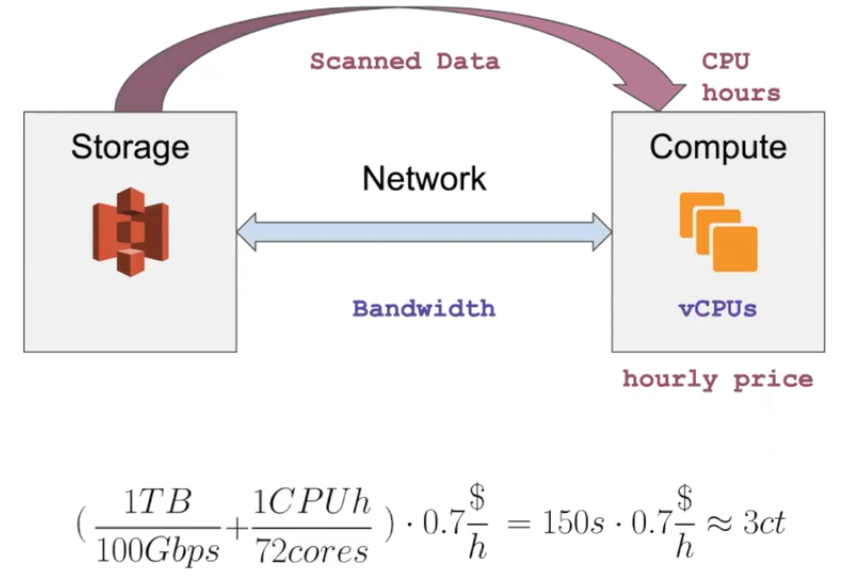 Scanned Data
CPU
hours
Storage
Compute
Network
Bandwidth
vCPUs
hourly price
(1TB/100Gbps+1CPUh/72cores)·0.7$/h = 150s·0.7$/h ≈ 3ct